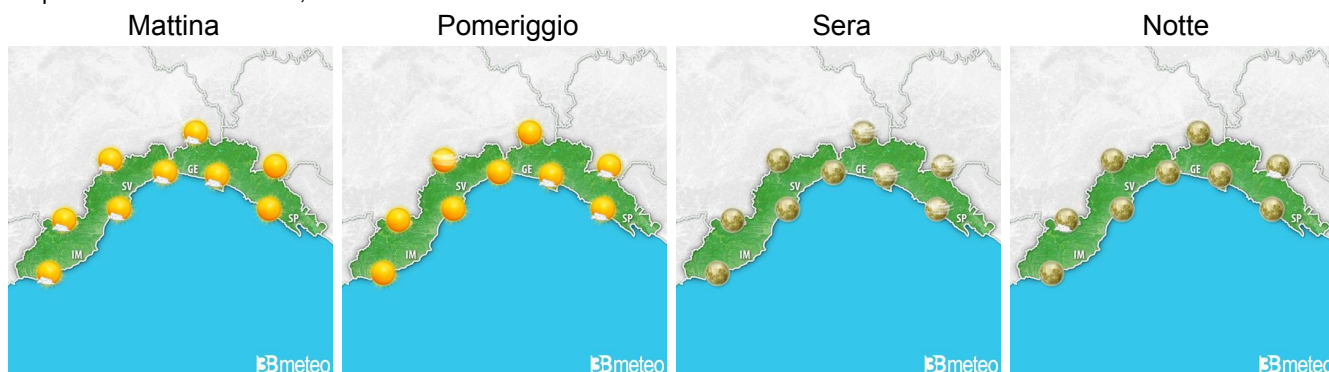 Mattina
Pomeriggio
Sera
Notte
GE
SV
SP
IM
3Bmeteo
GE
SV
SP
IM
3Bmeteo
GE
SV
SP
IM
3Bmeteo
GE
SV
SP
IM
3Bmeteo